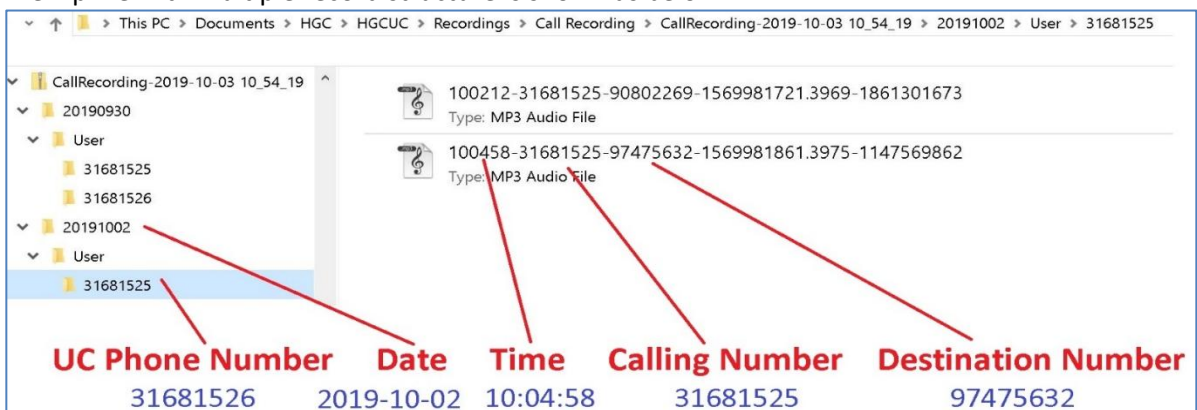 This PC > Documents > HGC > HGCUC > Recordings > Call Recording > CallRecording-2019-10-03 10_54_19 > 20191002 > User > 31681525
CallRecording-2019-10-03 10_54_19
20190930
User
31681525
31681526
20191002
User
31681525
100212-31681525-90802269-1569981721.3969-1861301673
Type: MP3 Audio File
100458-31681525-97475632-1569981861.3975-1147569862
Type: MP3 Audio File
UC Phone Number Date Time Calling Number Destination Number
31681526 2019-10-02 10:04:58 31681525 97475632